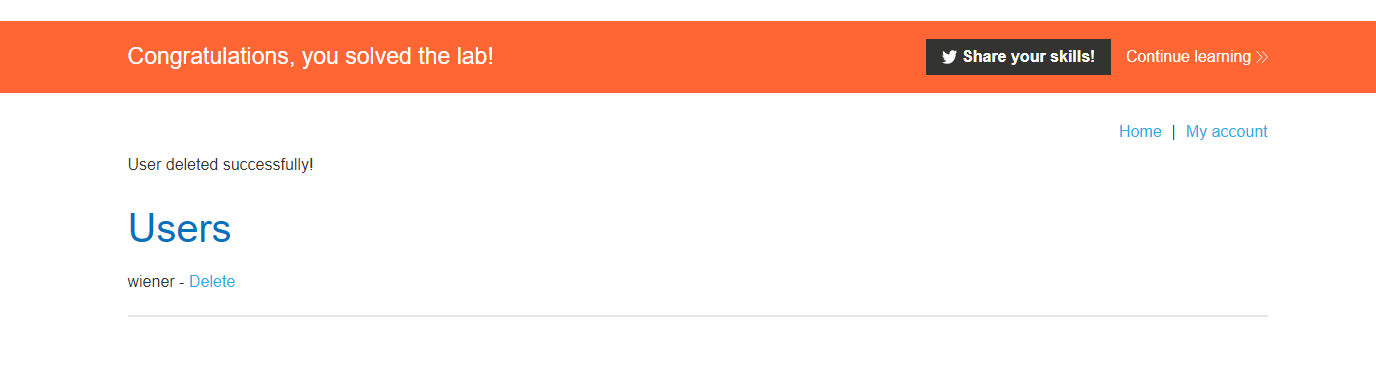 Congratulations, you solved the lab!
Share your skills!
Continue learning
Home | My account
User deleted successfully!
Users
wiener - Delete